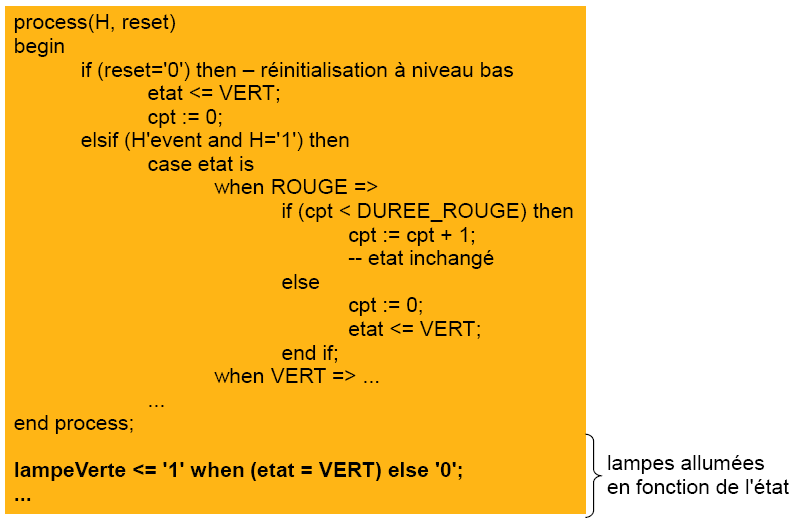 process(H, reset)
begin
if (reset='0') then – réinitialisation à niveau bas
etat <= VERT;
cpt := 0;
elsif (H'event and H='1') then
case etat is
when ROUGE =>
if (cpt < DUREE_ROUGE) then
cpt := cpt + 1;
-- etat inchangé
else
cpt := 0;
etat <= VERT;
end if;
when VERT => ...
...
end process;
lampeVerte <= '1' when (etat = VERT) else '0';
...
lampes allumées
en fonction de l'état